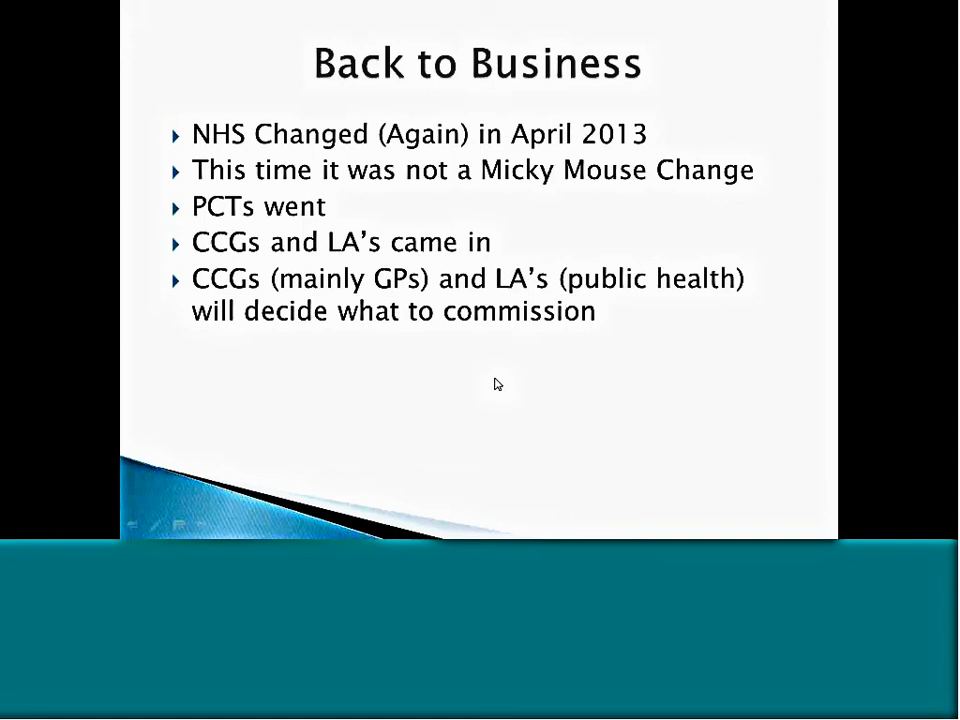 Back to Business
NHS Changed (Again) in April 2013
This time it was not a Micky Mouse Change
PCTs went
CCGs and LA’s came in
CCGs (mainly GPs) and LA’s (public health)
will decide what to commission